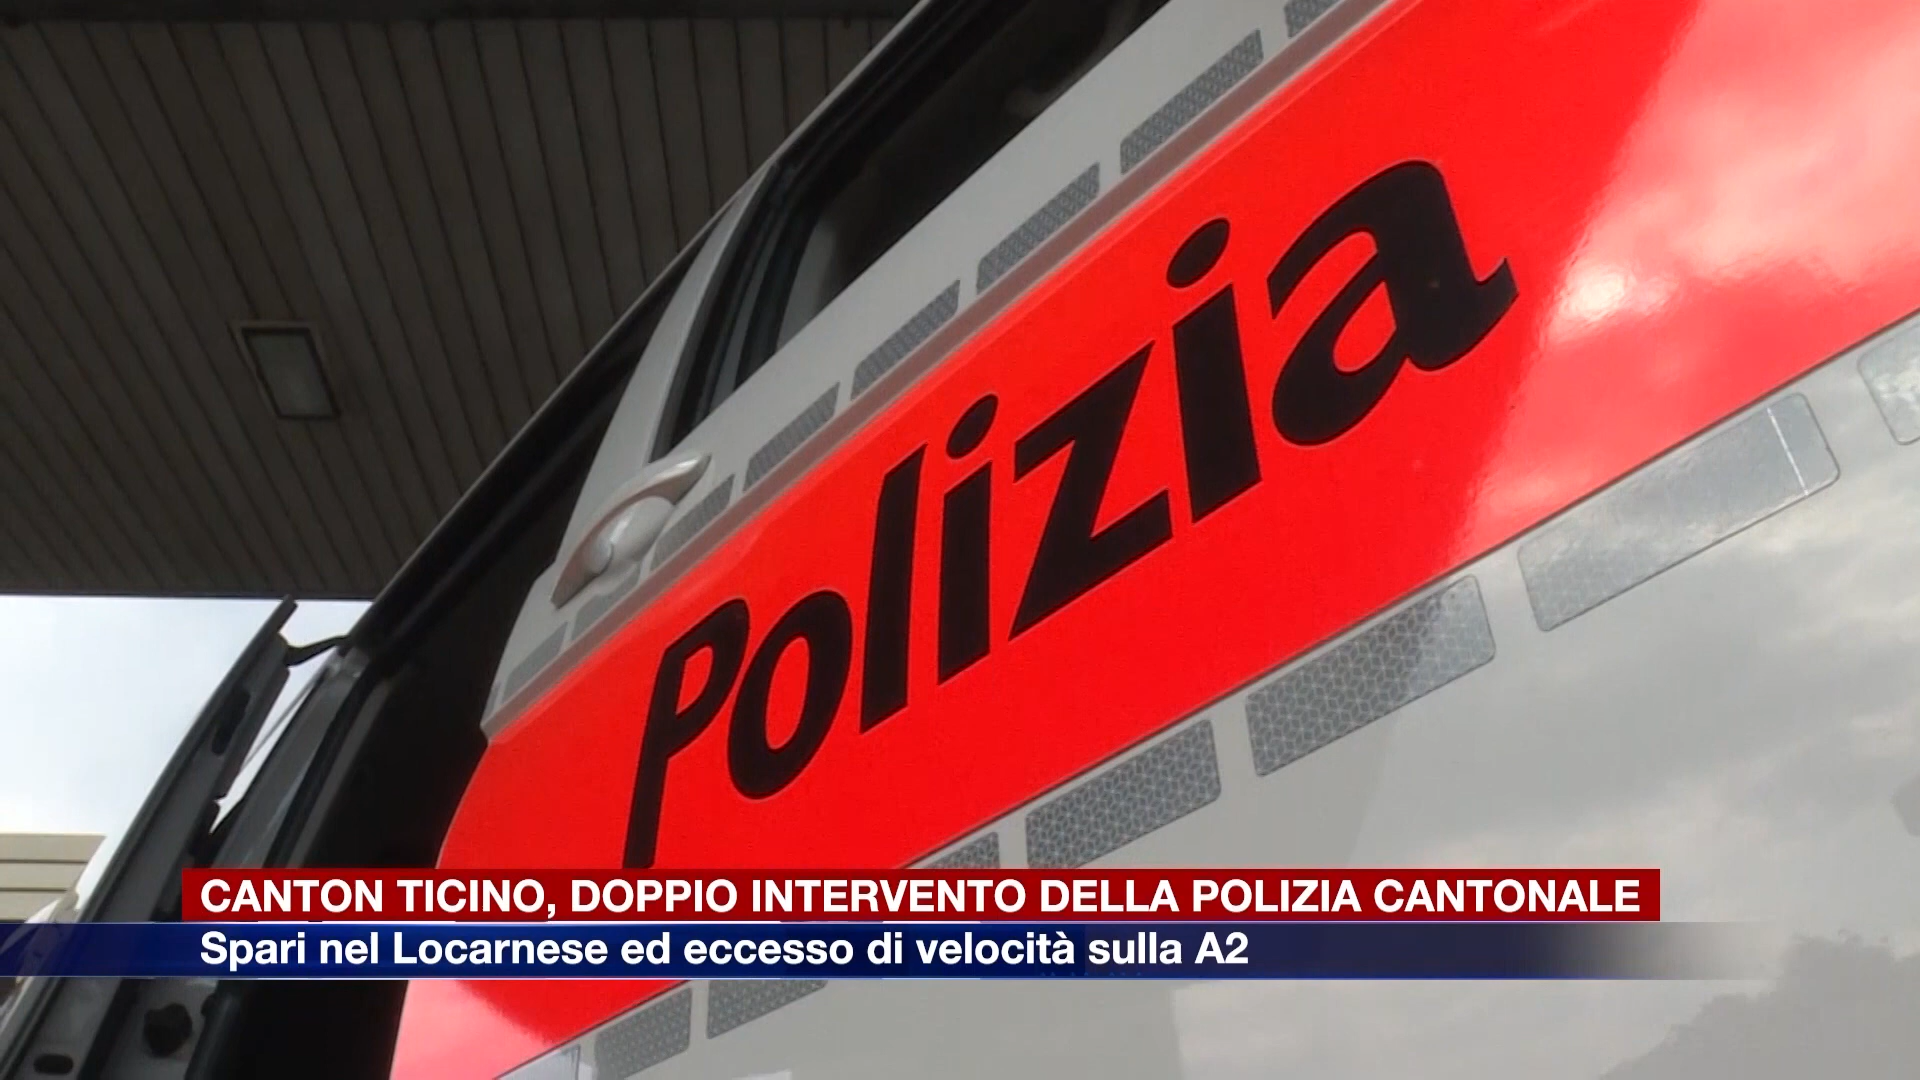 Polizia
CANTON TICINO, DOPPIO INTERVENTO DELLA POLIZIA CANTONALE
Spari nel Locarnese ed eccesso di velocità sulla A2